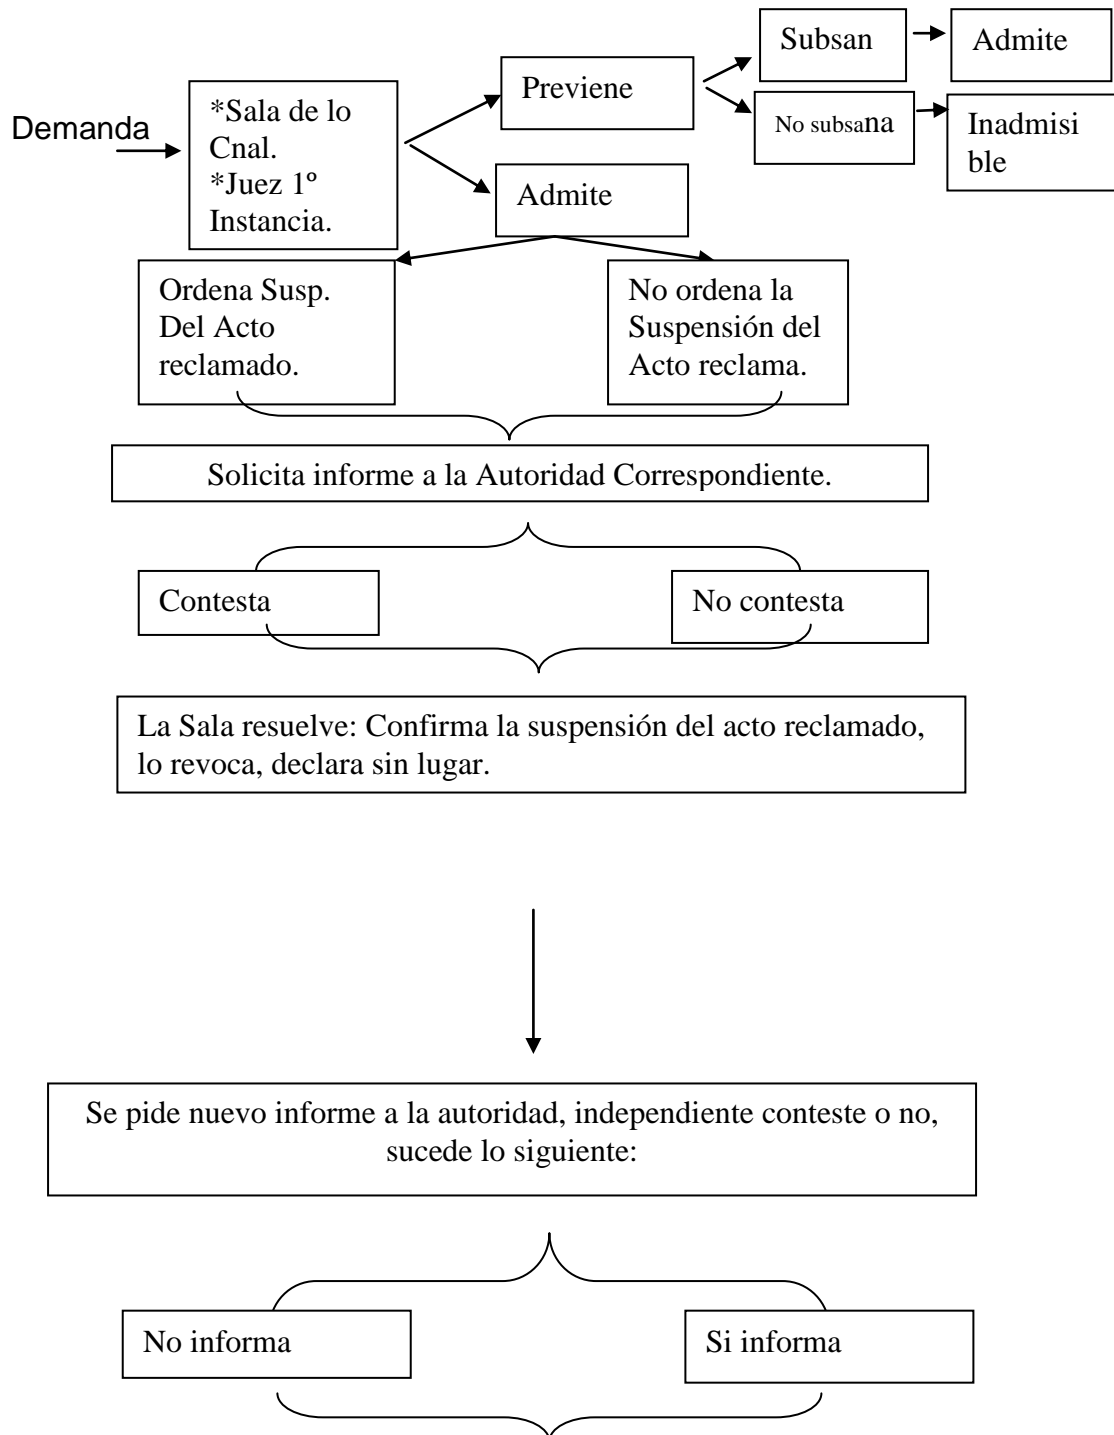 Demanda
*Sala de lo
Cnal.
*Juez 1º
Instancia.
Previene
Subsan
Admite
No subsana
Inadmisi
ble
Admite
Ordena Susp.
Del Acto
reclamado.
No ordena la
Suspensión del
Acto reclama.
Solicita informe a la Autoridad Correspondiente.
Contesta
No contesta
La Sala resuelve: Confirma la suspensión del acto reclamado,
lo revoca, declara sin lugar.
Se pide nuevo informe a la autoridad, independiente conteste o no,
sucede lo siguiente:
No informa
Si informa